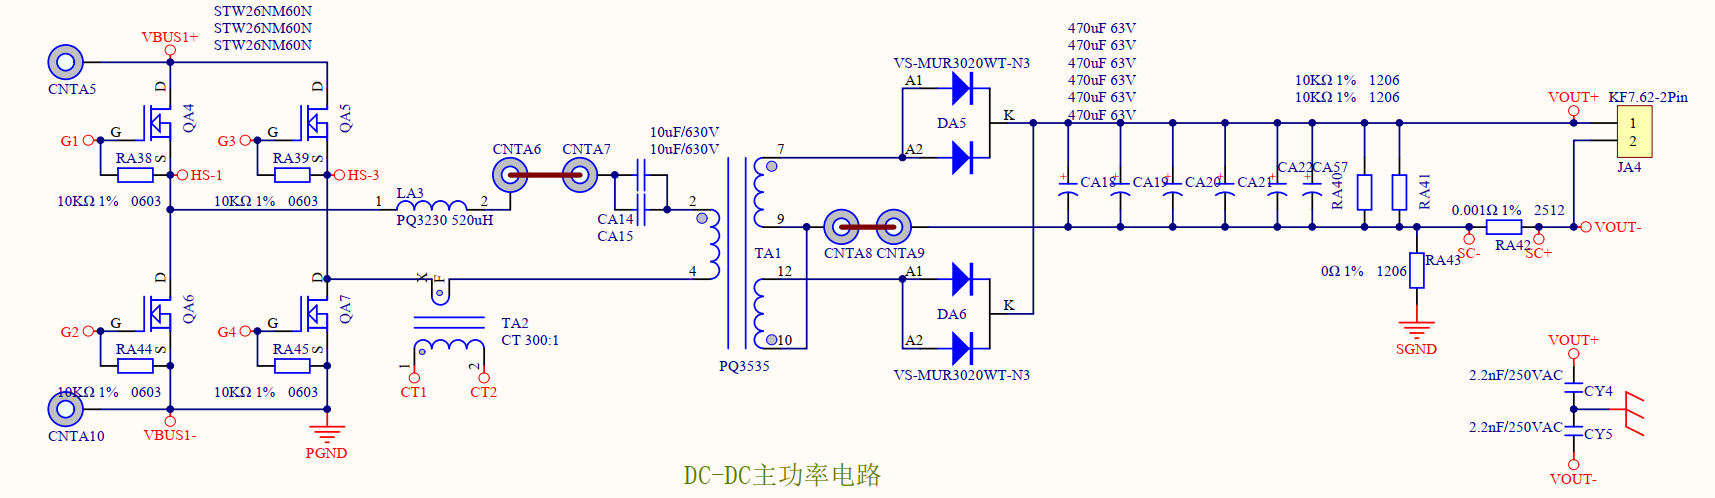 STW26NM60N
STW26NM60N
STW26NM60N
VBUS1+
CNTA5
D
D
QA4
QA5
G1
G
G3
G
S
S
RA38
RA39
HS-1
HS-3
10KΩ 1% 0603
10KΩ 1% 0603
1
LA3
2
PQ3230 520uH
CNTA6
CNTA7
10uF/630V
10uF/630V
CA14
CA15
2
4
D
D
QA6
QA7
G2
G
G4
G
S
S
RA44
RA45
10KΩ 1% 0603
10KΩ 1% 0603
CNTA10
VBUS1-
PGND
X
F
TA2
CT 300:1
1
2
CT1
CT2
7
9
TA1
12
10
PQ3535
CNTA8
CNTA9
VS-MUR3020WT-N3
A1
DA5
K
A2
A1
DA6
K
A2
VS-MUR3020WT-N3
470uF 63V
470uF 63V
470uF 63V
470uF 63V
470uF 63V
470uF 63V
+
+
+
+
+
+
CA18
CA19
CA20
CA21
CA22
CA57
10KΩ 1% 1206
10KΩ 1% 1206
RA40
RA41
VOUT+
KF7.62-2Pin
1
2
JA4
0.001Ω 1% 2512
VOUT-
SC-
RA42
SC+
RA43
0Ω 1% 1206
SGND
VOUT+
2.2nF/250VAC
CY4
2.2nF/250VAC
CY5
VOUT-
DC-DC主功率电路